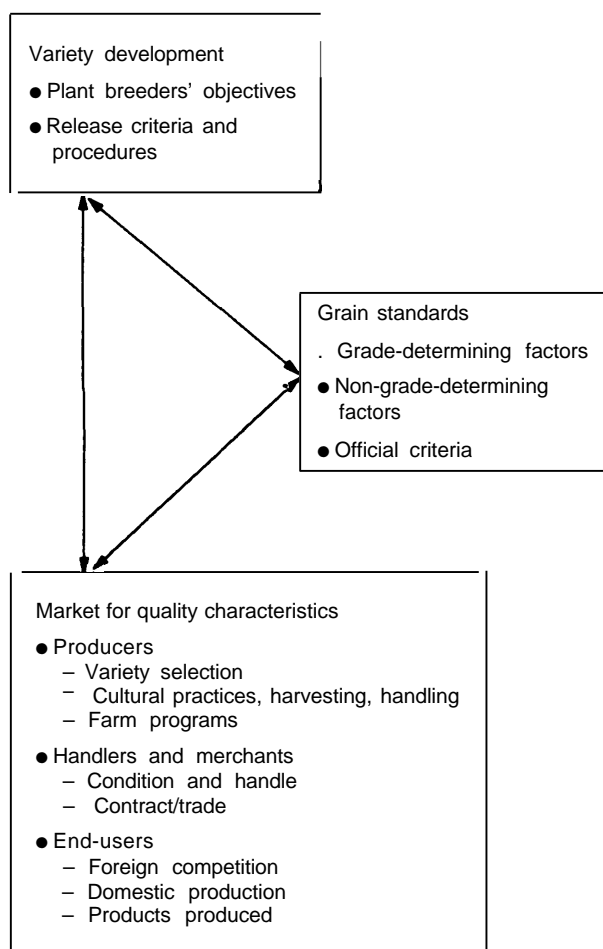 Variety development
● Plant breeders' objectives
● Release criteria and
procedures
Grain standards
. Grade-determining factors
● Non-grade-determining
factors
● Official criteria
Market for quality characteristics
● Producers
– Variety selection
– Cultural practices, harvesting, handling
– Farm programs
● Handlers and merchants
– Condition and handle
– Contract/trade
● End-users
– Foreign competition
– Domestic production
– Products produced